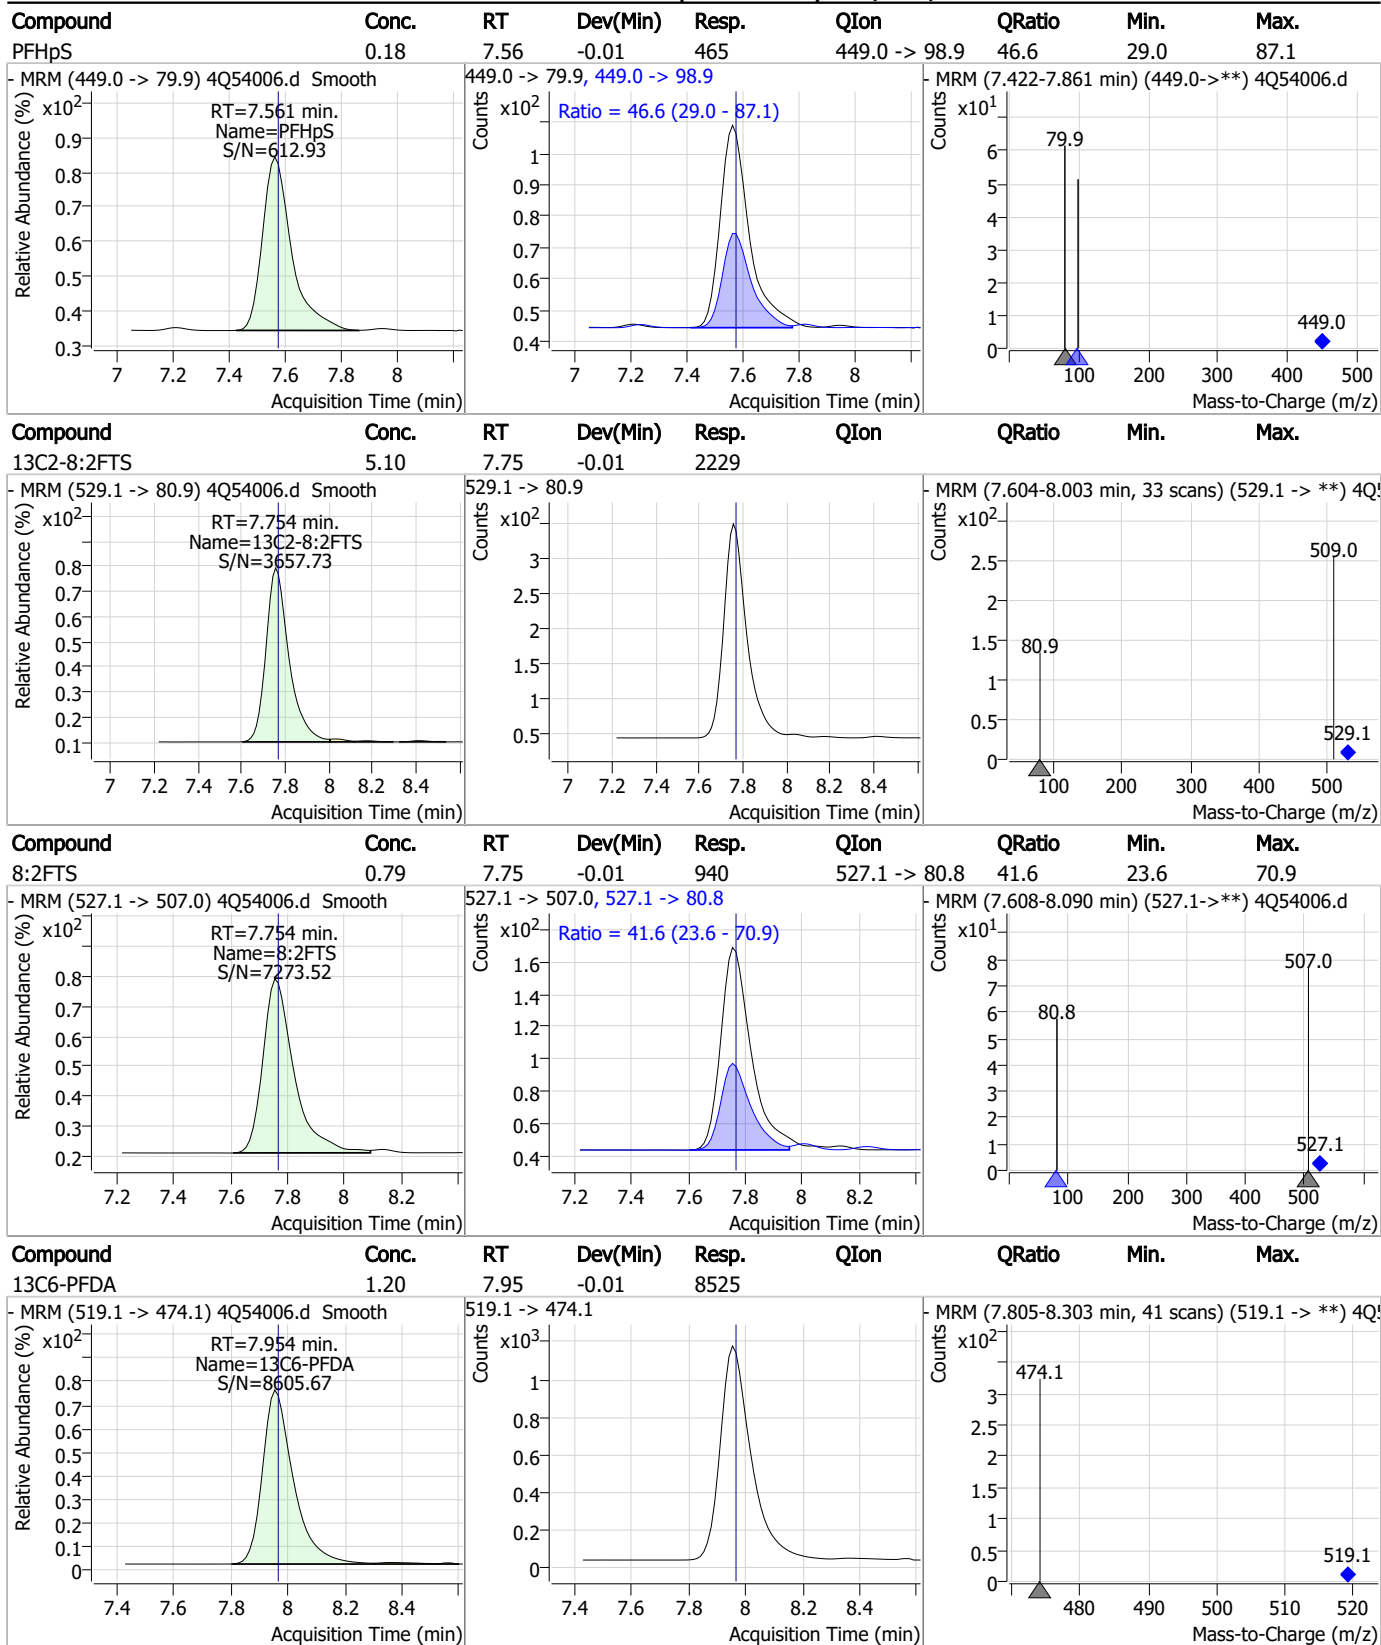 Compound Conc. RT Dev(Min) Resp. QIon QRatio Min. Max.
PFHpS 0.18 7.56 -0.01 465 449.0 -> 98.9 46.6 29.0 87.1
- MRM (449.0 -> 79.9) 4Q54006.d Smooth
Relative Abundance (%)
x10²
RT=7.561 min.
Name=PFHpS
S/N=612.93
0.9
0.8
0.7
0.6
0.5
0.4
0.3
7 7.2 7.4 7.6 7.8 8
Acquisition Time (min)
449.0 -> 79.9, 449.0 -> 98.9
Counts
x10²
Ratio = 46.6 (29.0 - 87.1)
1
0.9
0.8
0.7
0.6
0.5
0.4
7 7.2 7.4 7.6 7.8 8
Acquisition Time (min)
- MRM (7.422-7.861 min) (449.0->**) 4Q54006.d
Counts
x10¹
79.9
449.0
6
5
4
3
2
1
0
100 200 300 400 500
Mass-to-Charge (m/z)
Compound Conc. RT Dev(Min) Resp. QIon QRatio Min. Max.
13C2-8:2FTS 5.10 7.75 -0.01 2229
- MRM (529.1 -> 80.9) 4Q54006.d Smooth
Relative Abundance (%)
x10²
RT=7.754 min.
Name=13C2-8:2FTS
S/N=3657.73
0.8
0.7
0.6
0.5
0.4
0.3
0.2
0.1
7 7.2 7.4 7.6 7.8 8 8.2 8.4
Acquisition Time (min)
529.1 -> 80.9
Counts
x10²
3
2.5
2
1.5
1
0.5
7 7.2 7.4 7.6 7.8 8 8.2 8.4
Acquisition Time (min)
- MRM (7.604-8.003 min, 33 scans) (529.1 -> **) 4Q5
Counts
x10²
509.0
80.9
529.1
2.5
2
1.5
1
0.5
0
100 200 300 400 500
Mass-to-Charge (m/z)
Compound Conc. RT Dev(Min) Resp. QIon QRatio Min. Max.
8:2FTS 0.79 7.75 -0.01 940 527.1 -> 80.8 41.6 23.6 70.9
- MRM (527.1 -> 507.0) 4Q54006.d Smooth
Relative Abundance (%)
x10²
RT=7.754 min.
Name=8:2FTS
S/N=7273.52
0.8
0.7
0.6
0.5
0.4
0.3
0.2
7.2 7.4 7.6 7.8 8 8.2
Acquisition Time (min)
527.1 -> 507.0, 527.1 -> 80.8
Counts
x10²
Ratio = 41.6 (23.6 - 70.9)
1.6
1.4
1.2
1
0.8
0.6
0.4
7.2 7.4 7.6 7.8 8 8.2
Acquisition Time (min)
- MRM (7.608-8.090 min) (527.1->**) 4Q54006.d
Counts
x10¹
507.0
80.8
527.1
8
7
6
5
4
3
2
1
0
100 200 300 400 500
Mass-to-Charge (m/z)
Compound Conc. RT Dev(Min) Resp. QIon QRatio Min. Max.
13C6-PFDA 1.20 7.95 -0.01 8525
- MRM (519.1 -> 474.1) 4Q54006.d Smooth
Relative Abundance (%)
x10²
RT=7.954 min.
Name=13C6-PFDA
S/N=8605.67
0.8
0.7
0.6
0.5
0.4
0.3
0.2
0.1
0
7.4 7.6 7.8 8 8.2 8.4
Acquisition Time (min)
519.1 -> 474.1
Counts
x10³
1
0.8
0.6
0.4
0.2
0
7.4 7.6 7.8 8 8.2 8.4
Acquisition Time (min)
- MRM (7.805-8.303 min, 41 scans) (519.1 -> **) 4Q5
Counts
x10²
474.1
519.1
3
2.5
2
1.5
1
0.5
0
480 490 500 510 520
Mass-to-Charge (m/z)